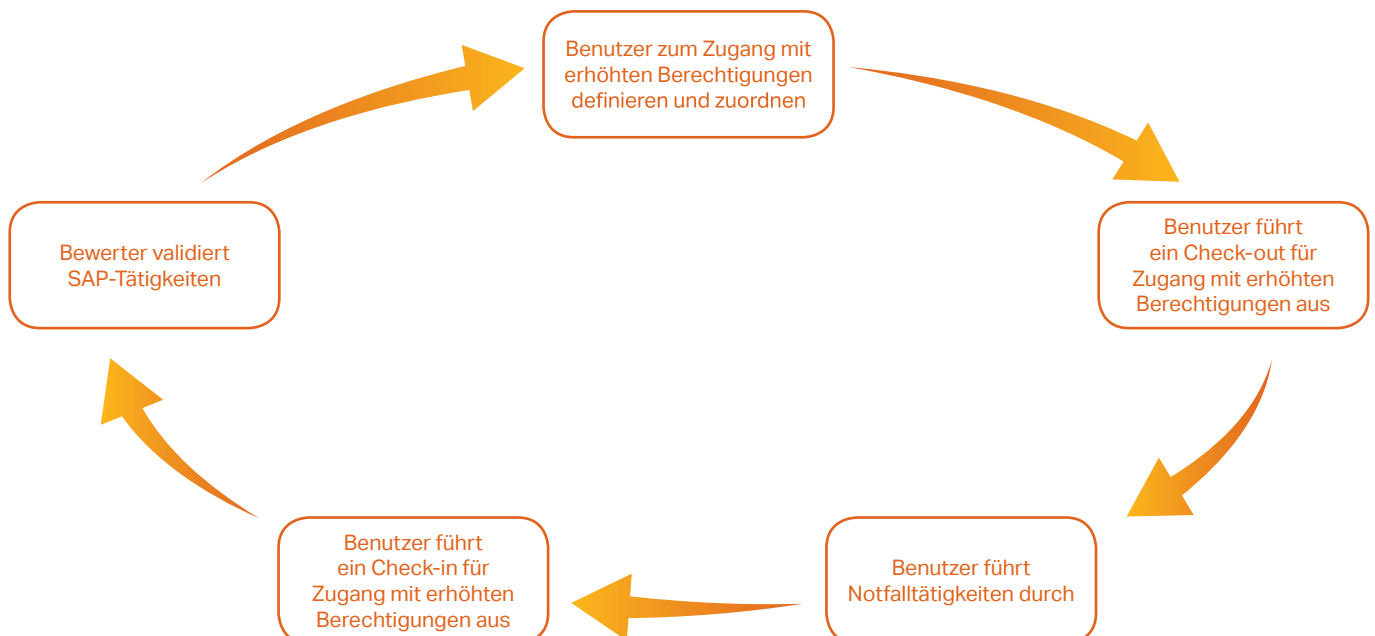 Benutzer zum Zugang mit
erhöhten Berechtigungen
definieren und zuordnen
Benutzer führt
ein Check-out für
Zugang mit erhöhten
Berechtigungen aus
Benutzer führt
Notfalltätigkeiten durch
Benutzer führt
ein Check-in für
Zugang mit erhöhten
Berechtigungen aus
Bewerter validiert
SAP-Tätigkeiten